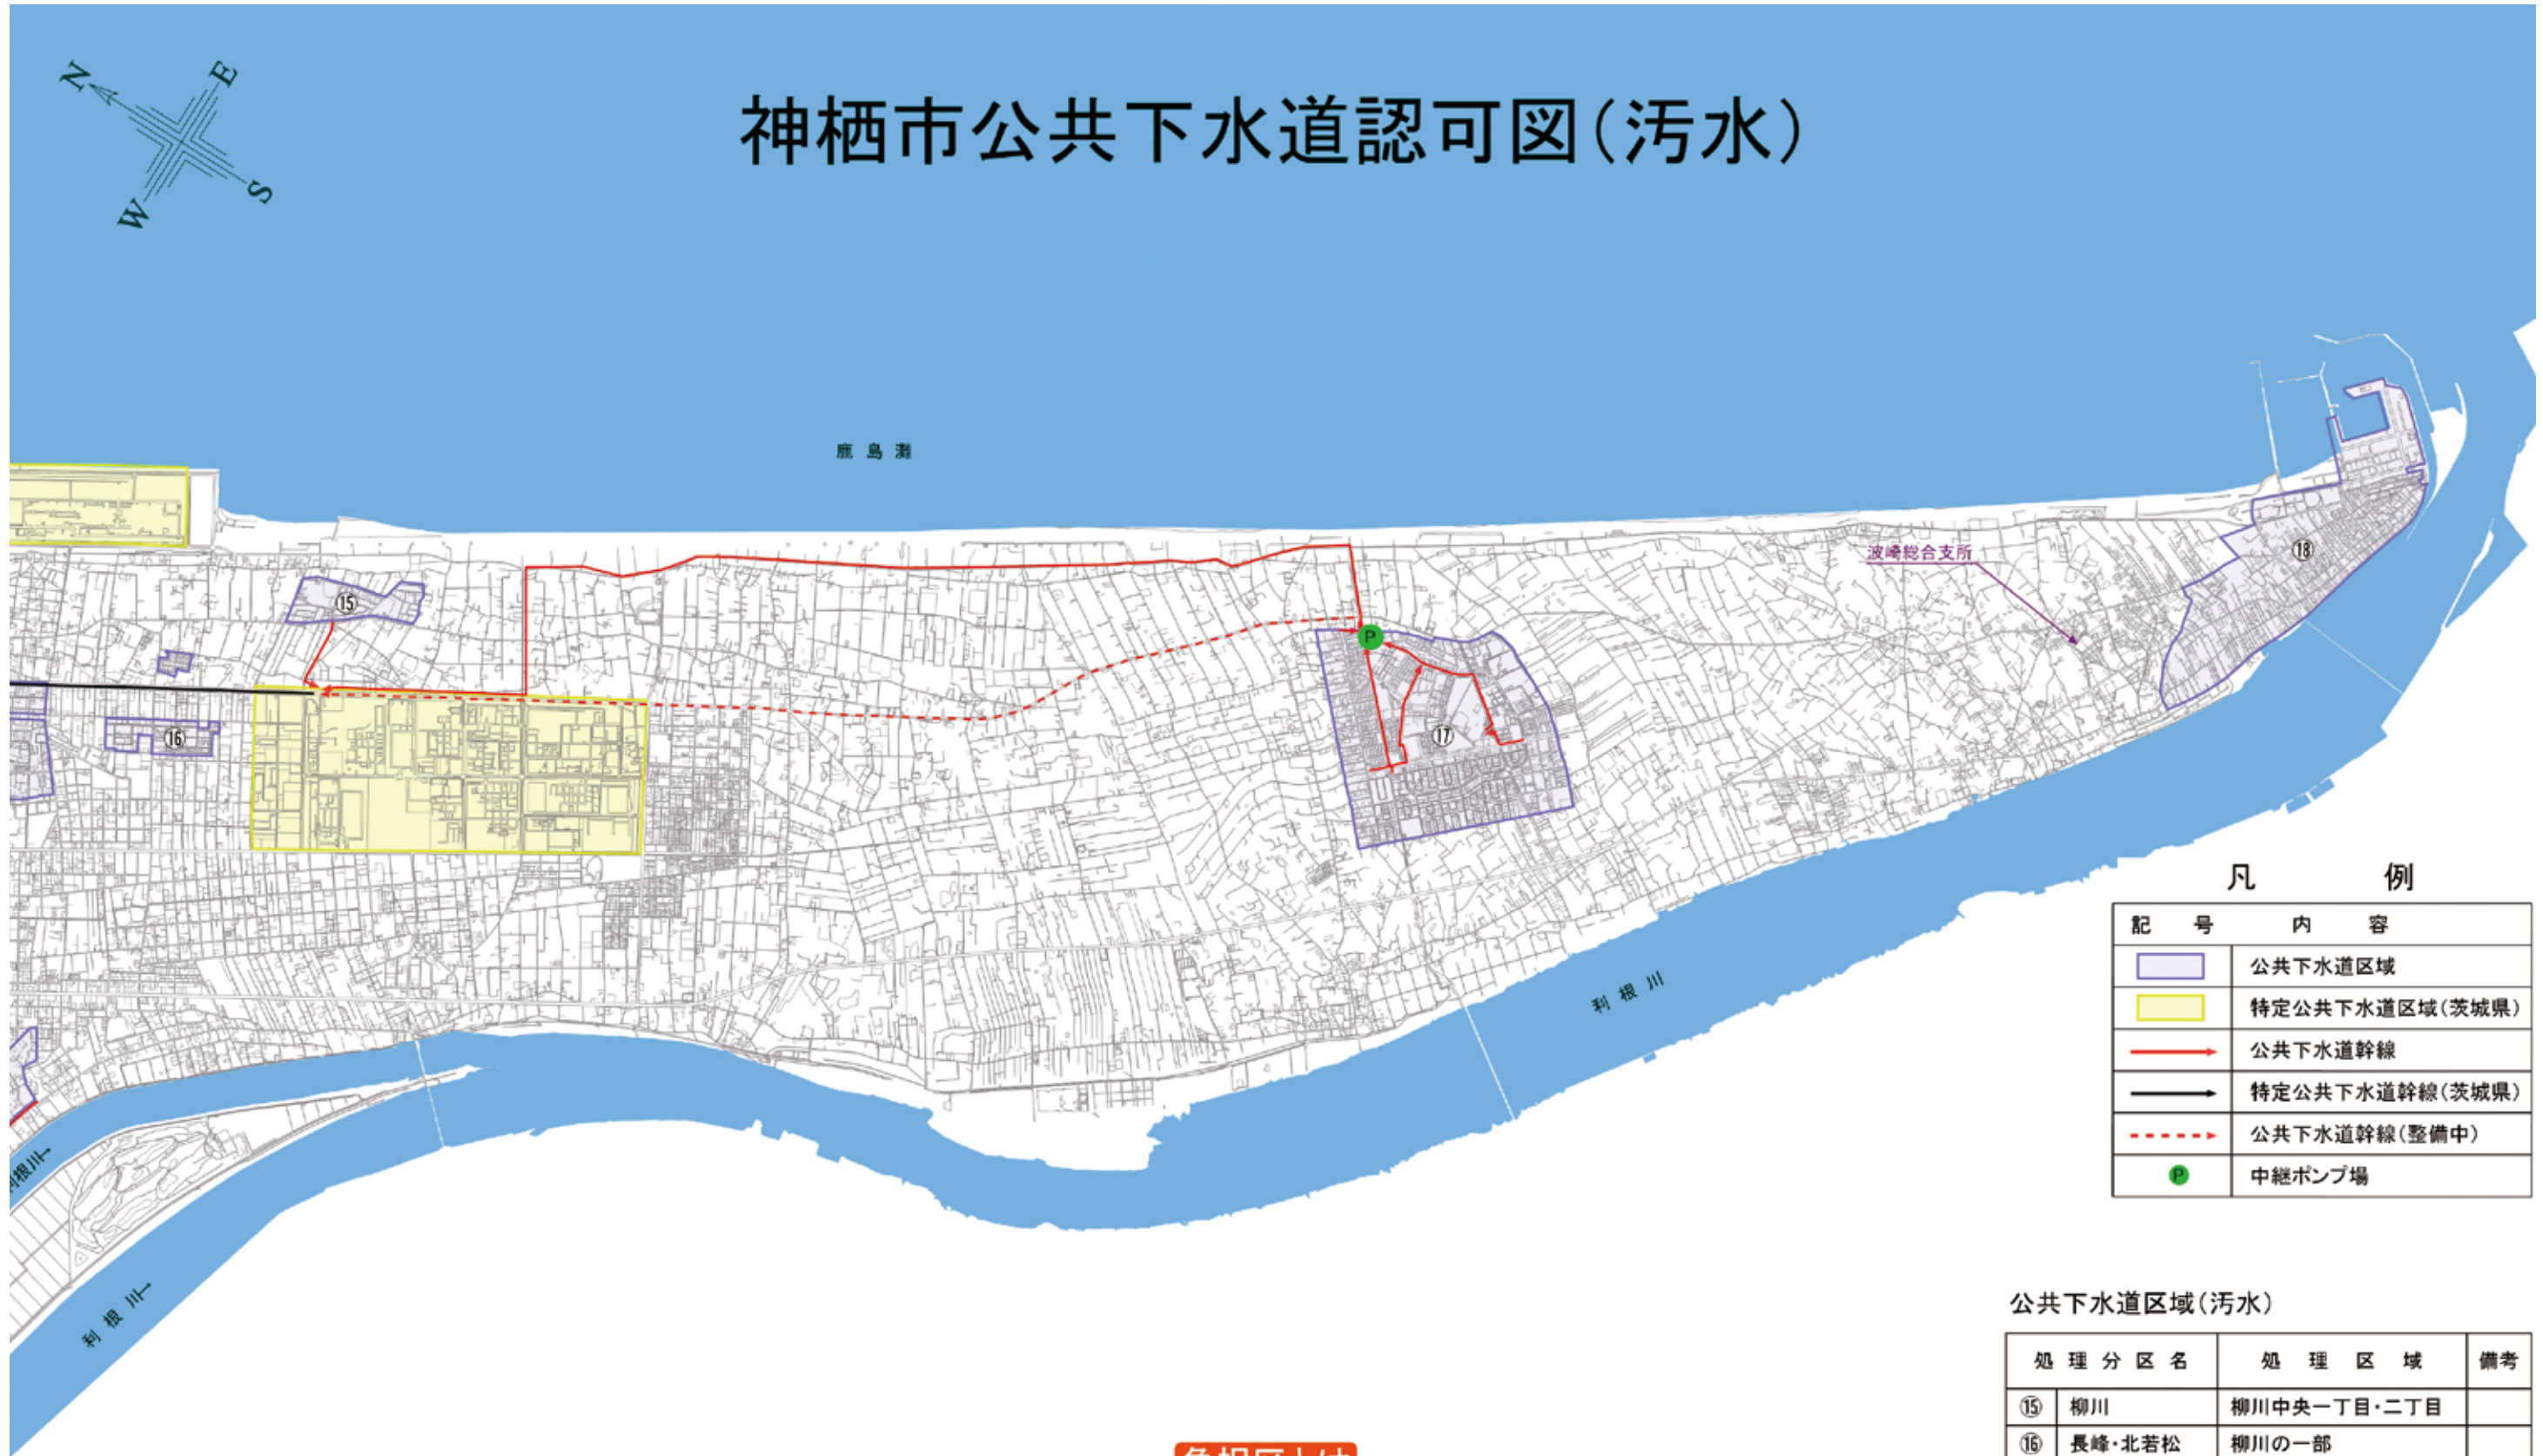 N
E
W
S
神栖市公共下水道認可図(汚水)
鹿島灘
波崎総合支所
⑮
⑯
⑰
⑱
P
利根川
利根川→
利根川→
凡例
記号 内容
公共下水道区域
特定公共下水道区域(茨城県)
公共下水道幹線
特定公共下水道幹線(茨城県)
公共下水道幹線(整備中)
P 中継ポンプ場
公共下水道区域(汚水)
処理分区名 処理区域 備考
⑮ 柳川 柳川中央一丁目・二丁目
⑯ 長峰・北若松 柳川の一部